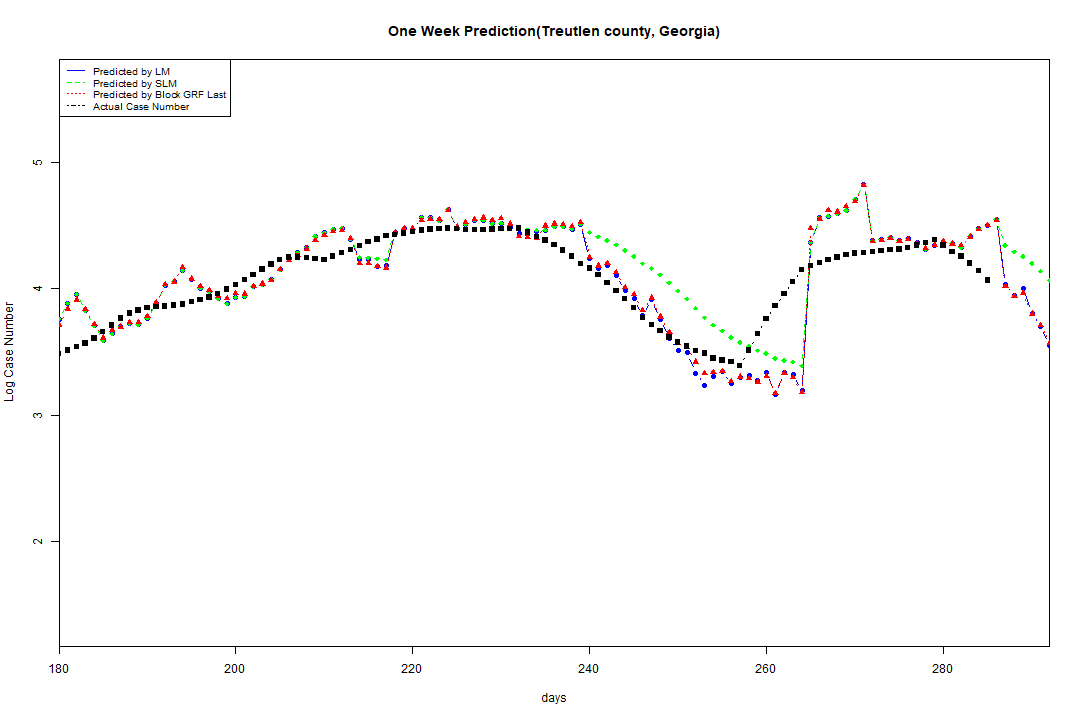 One Week Prediction(Treutlen county, Georgia)
Predicted by LM
Predicted by SLM
Predicted by Block GRF Last
Actual Case Number
5
4
3
2
Log Case Number
180 200 220 240 260 280
days